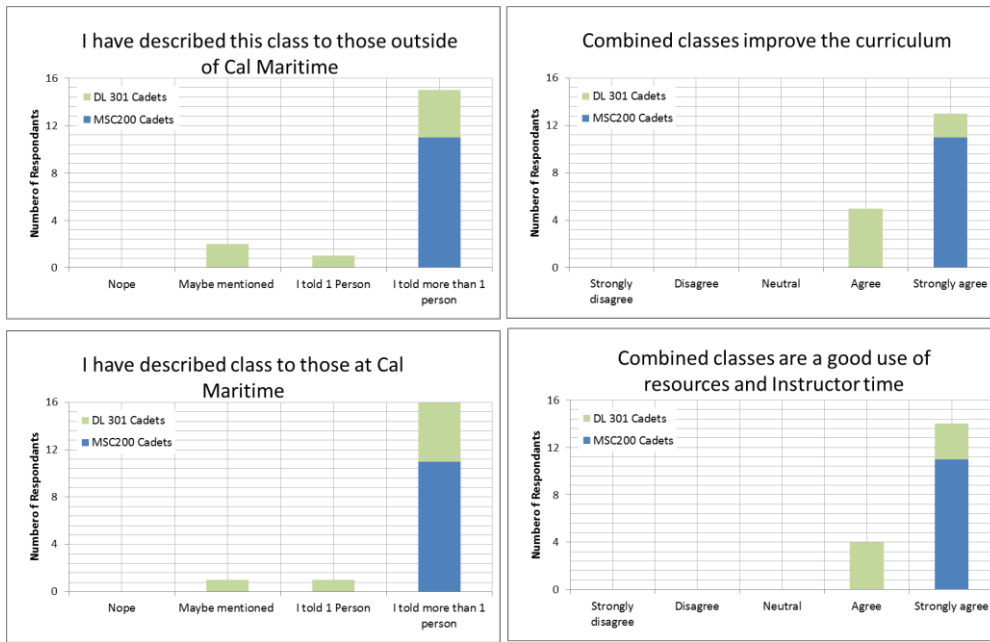 I have described this class to those outside
of Cal Maritime
16
12
8
4
0
Numbero f Respondants
DL 301 Cadets
MSC200 Cadets
Nope
Maybe mentioned
I told 1 Person
I told more than 1
person
Combined classes improve the curriculum
16
12
8
4
0
Numbero f Respondants
DL 301 Cadets
MSC200 Cadets
Strongly
disagree
Disagree
Neutral
Agree
Strongly agree
I have described class to those at Cal
Maritime
16
12
8
4
0
Numbero f Respondants
DL 301 Cadets
MSC200 Cadets
Nope
Maybe mentioned
I told 1 Person
I told more than 1
person
Combined classes are a good use of
resources and Instructor time
16
12
8
4
0
Numbero f Respondants
DL 301 Cadets
MSC200 Cadets
Strongly
disagree
Disagree
Neutral
Agree
Strongly agree